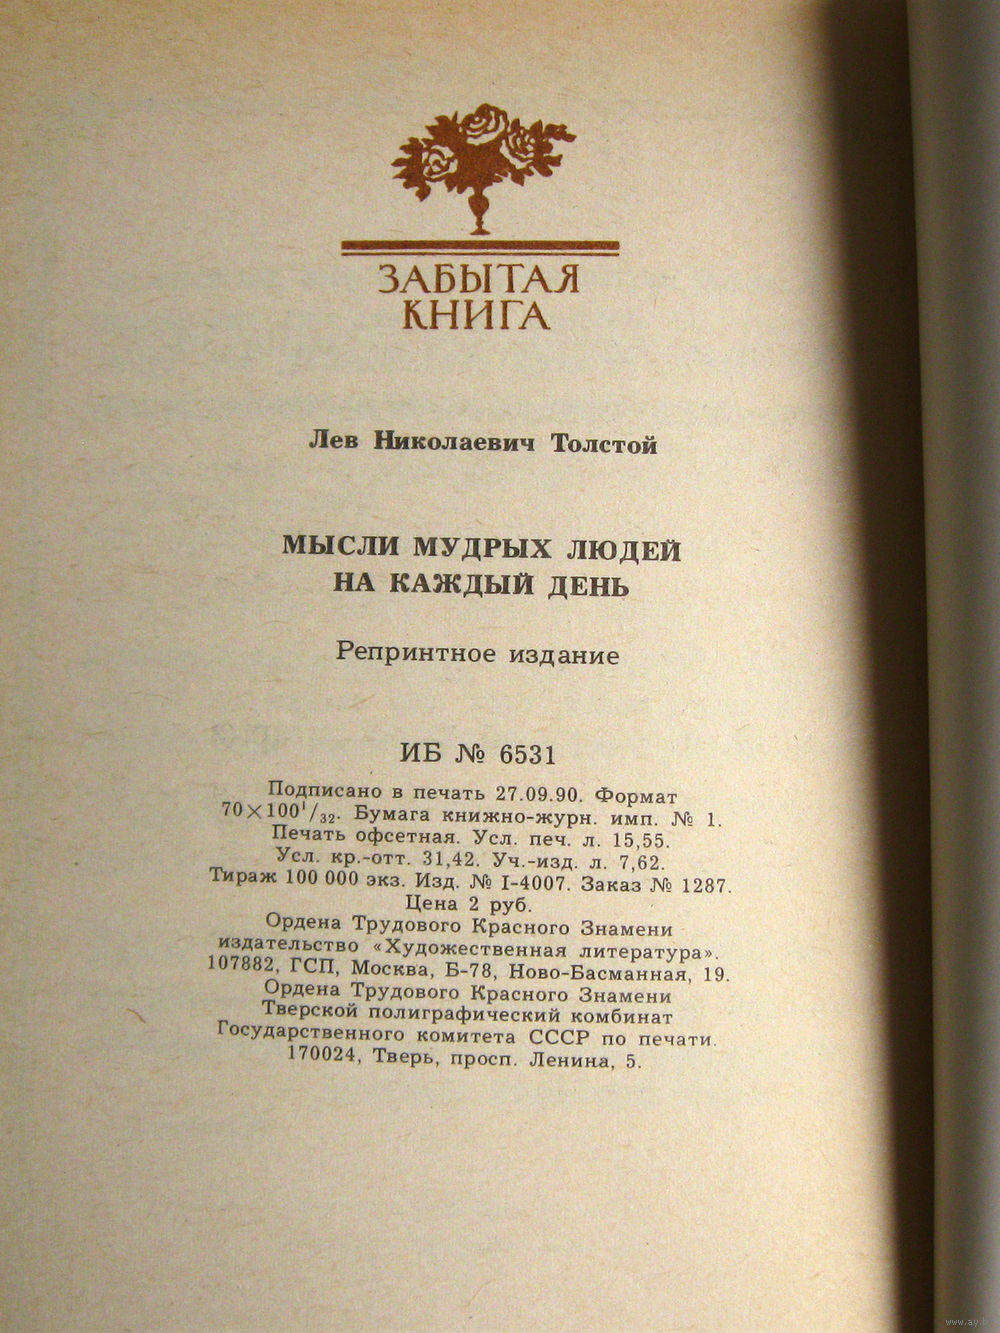 ЗАБЫТАЯ
КНИГА
Лев Николаевич Толстой
МЫСЛИ МУДРЫХ ЛЮДЕЙ
НА КАЖДЫЙ ДЕНЬ
Репринтное издание
ИБ № 6531
Подписано в печать 27.09.90. Формат
70×100¹/₃₂. Бумага книжно-журн. имп. № 1.
Печать офсетная. Усл. печ. л. 15,55.
Усл. кр.-отт. 31,42. Уч.-изд. л. 7,62.
Тираж 100 000 экз. Изд. № I-4007. Заказ № 1287.
Цена 2 руб.
Ордена Трудового Красного Знамени
издательство «Художественная литература».
107882, ГСП, Москва, Б-78, Ново-Басманная, 19.
Ордена Трудового Красного Знамени
Тверской полиграфический комбинат
Государственного комитета СССР по печати.
170024, Тверь, просп. Ленина, 5.